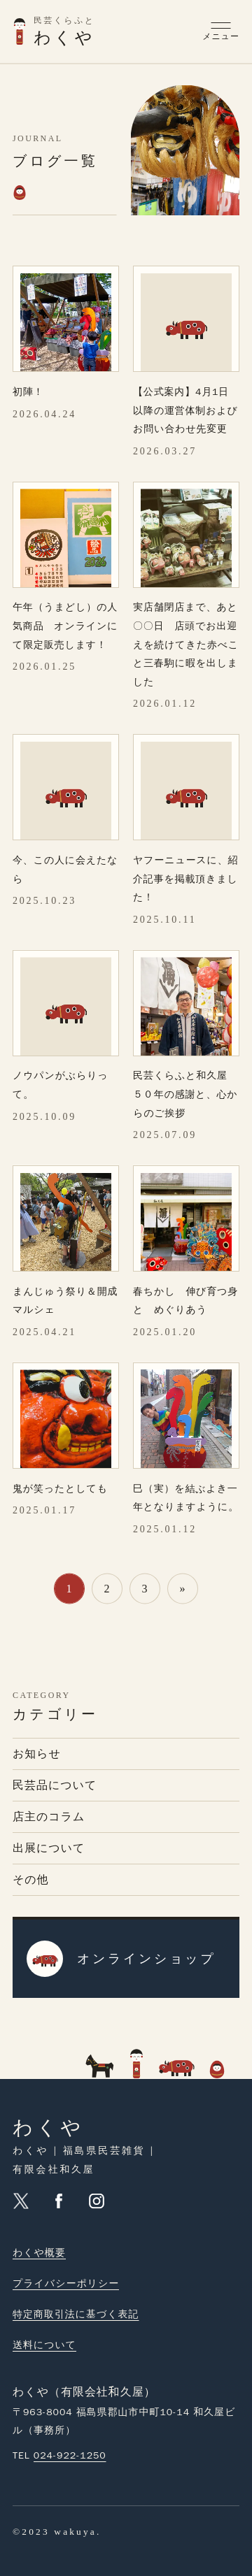 民芸くらふと
わくや
メニュー
JOURNAL
ブログ一覧
初陣！
2026.04.24
【公式案内】4月1日
以降の運営体制および
お問い合わせ先変更
2026.03.27
午年（うまどし）の人
気商品　オンラインに
て限定販売します！
2026.01.25
実店舗閉店まで、あと
〇〇日　店頭でお出迎
えを続けてきた赤べこ
と三春駒に暇を出しま
した
2026.01.12
今、この人に会えたな
ら
2025.10.23
ヤフーニュースに、紹
介記事を掲載頂きまし
た！
2025.10.11
ノウパンがぶらりっ
て。
2025.10.09
民芸くらふと和久屋
５０年の感謝と、心か
らのご挨拶
2025.07.09
まんじゅう祭り＆開成
マルシェ
2025.04.21
春ちかし　伸び育つ身
と　めぐりあう
2025.01.20
鬼が笑ったとしても
2025.01.17
巳（実）を結ぶよき一
年となりますように。
2025.01.12
1 2 3 »
CATEGORY
カテゴリー
お知らせ
民芸品について
店主のコラム
出展について
その他
オンラインショップ
わくや
わくや | 福島県民芸雑貨 |
有限会社和久屋
わくや概要
プライバシーポリシー
特定商取引法に基づく表記
送料について
わくや（有限会社和久屋）
〒963-8004 福島県郡山市中町10-14 和久屋ビ
ル（事務所）
TEL 024-922-1250
©2023 wakuya.